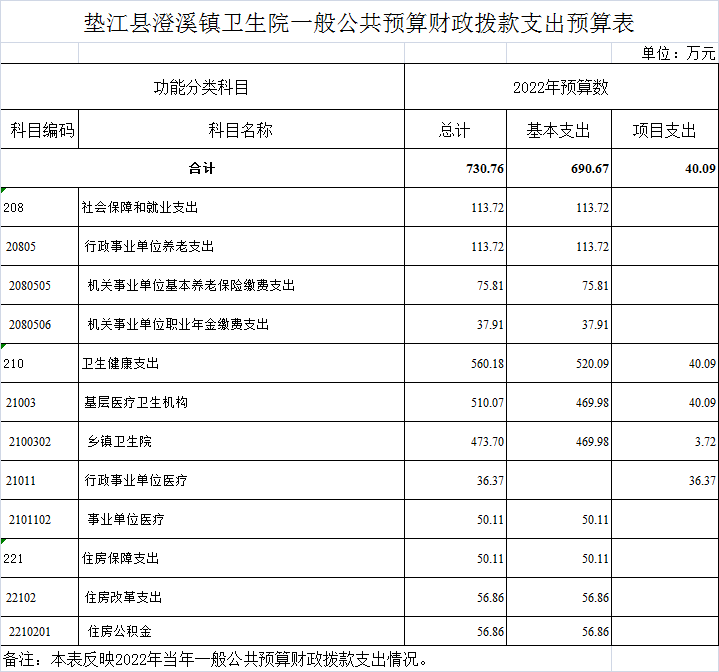 垫江县澄溪镇卫生院一般公共预算财政拨款支出预算表
单位：万元
功能分类科目 2022年预算数
科目编码 科目名称 总计 基本支出 项目支出
合计 730.76 690.67 40.09
208 社会保障和就业支出 113.72 113.72
20805 行政事业单位养老支出 113.72 113.72
2080505 机关事业单位基本养老保险缴费支出 75.81 75.81
2080506 机关事业单位职业年金缴费支出 37.91 37.91
210 卫生健康支出 560.18 520.09 40.09
21003 基层医疗卫生机构 510.07 469.98 40.09
2100302 乡镇卫生院 473.70 469.98 3.72
21011 行政事业单位医疗 36.37 36.37
2101102 事业单位医疗 50.11 50.11
221 住房保障支出 50.11 50.11
22102 住房改革支出 56.86 56.86
2210201 住房公积金 56.86 56.86
备注：本表反映2022年当年一般公共预算财政拨款支出情况。